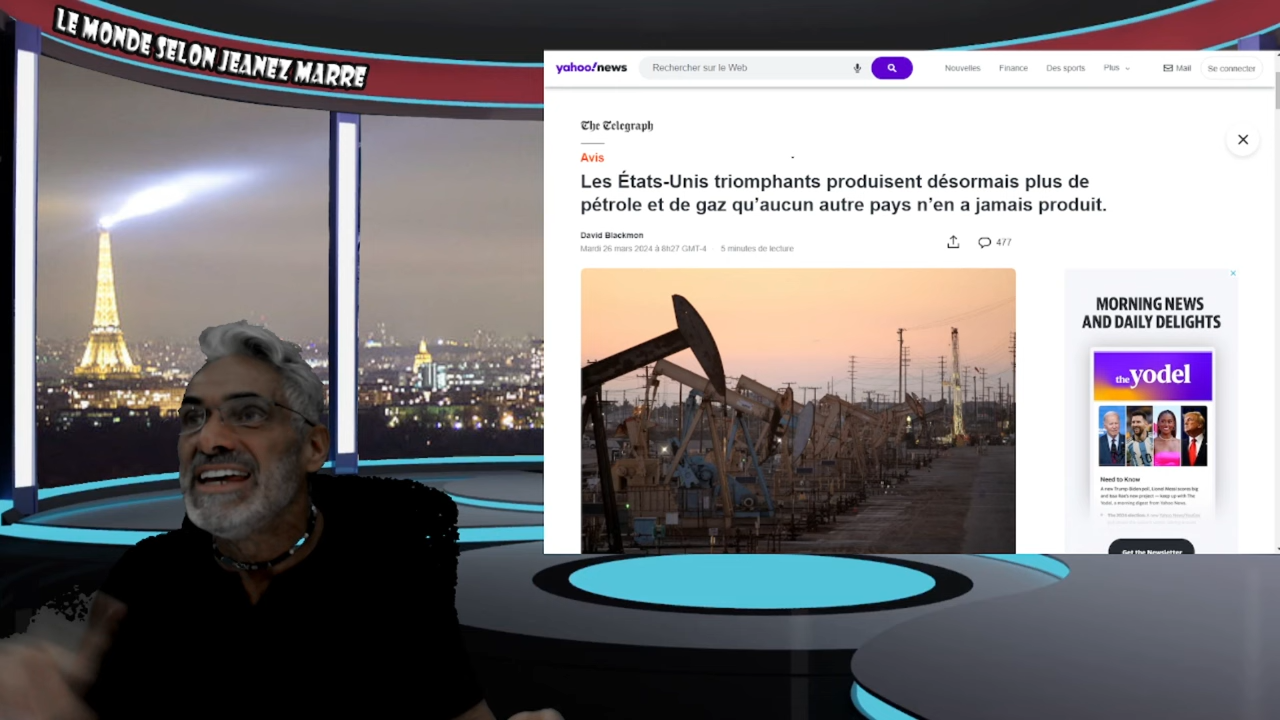 LE MONDE SELON JEANEZ MARRE
yahoo!news
Rechercher sur le Web
Nouvelles
Finance
Des sports
Plus
Mail
Se connecter
The Telegraph
Avis
Les États-Unis triomphants produisent désormais plus de
pétrole et de gaz qu’aucun autre pays n’en a jamais produit.
David Blackmon
Mardi 26 mars 2024 à 8h27 GMT-4 · 5 minutes de lecture
477
MORNING NEWS
AND DAILY DELIGHTS
the yodel
Need to Know
Get the Newsletter